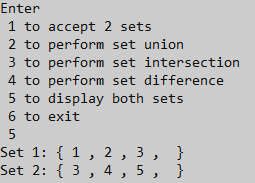 Enter
1 to accept 2 sets
2 to perform set union
3 to perform set intersection
4 to perform set difference
5 to display both sets
6 to exit
5
Set 1: { 1 , 2 , 3 ,  }
Set 2: { 3 , 4 , 5 ,  }